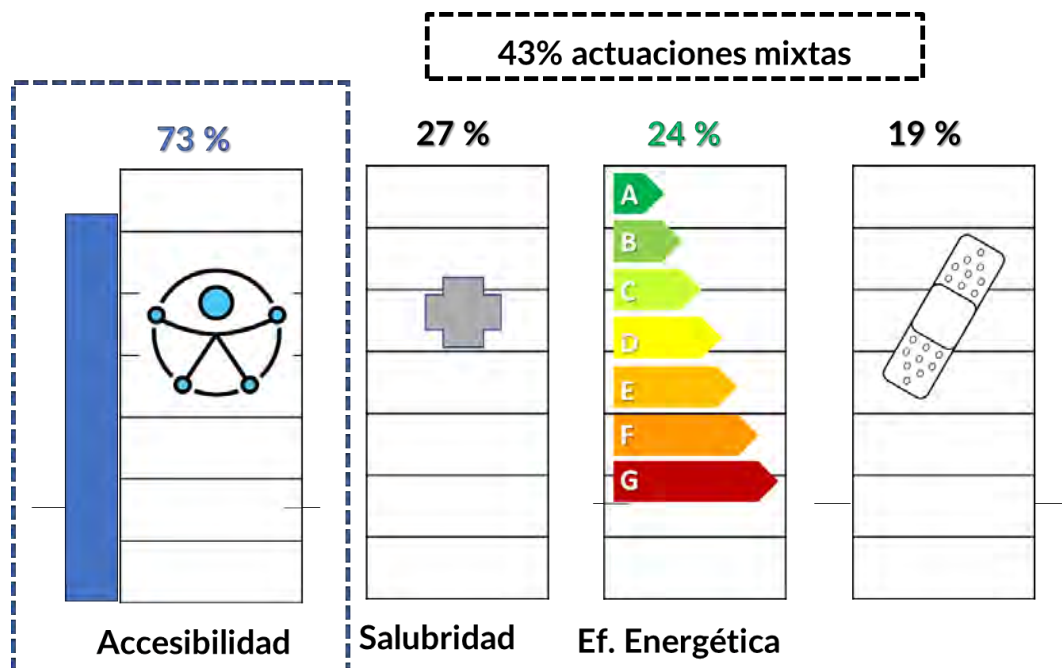 43% actuaciones mixtas
73 %
27 %
24 %
19 %
A
B
C
D
E
F
G
Accesibilidad
Salubridad
Ef. Energética